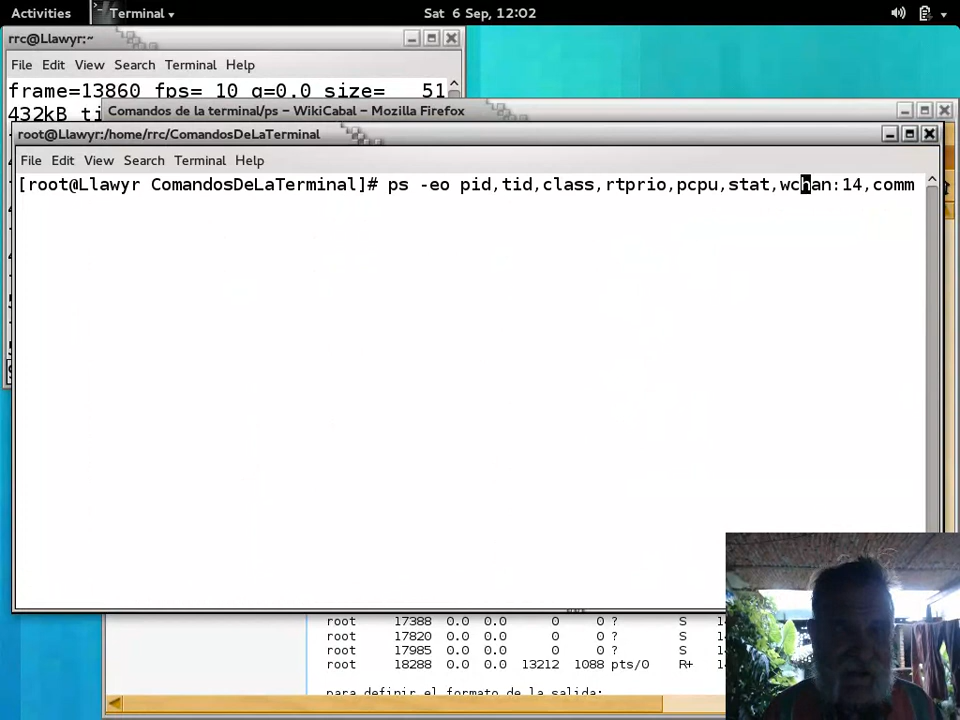 Activities
Terminal
Sat 6 Sep, 12:02
rrc@Llawyr:~
File Edit View Search Terminal Help
frame=13860 fps= 10 q=0.0 size= 51
432kB ti
Comandos de la terminal/ps – WikiCabal – Mozilla Firefox
root@Llawyr:/home/rrc/ComandosDeLaTerminal
File Edit View Search Terminal Help
[root@Llawyr ComandosDeLaTerminal]# ps -eo pid,tid,class,rtprio,pcpu,stat,wchan:14,comm
root 17388 0.0 0.0 0 0 ? S
root 17820 0.0 0.0 0 0 ? S
root 17985 0.0 0.0 0 0 ? S
root 18288 0.0 0.0 13212 1088 pts/0 R+
para definir el formato de la salida: